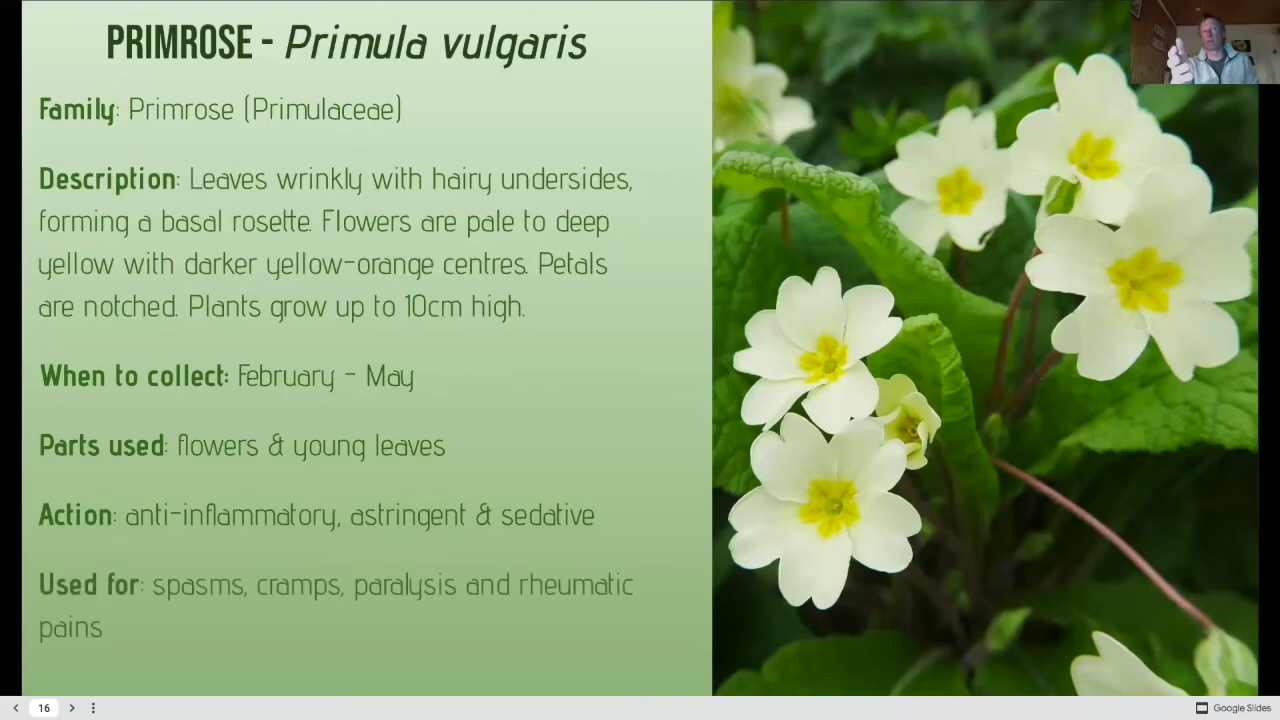 PRIMROSE - Primula vulgaris
Family: Primrose (Primulaceae)
Description: Leaves wrinkly with hairy undersides,
forming a basal rosette. Flowers are pale to deep
yellow with darker yellow-orange centres. Petals
are notched. Plants grow up to 10cm high.
When to collect: February - May
Parts used: flowers & young leaves
Action: anti-inflammatory, astringent & sedative
Used for: spasms, cramps, paralysis and rheumatic
pains
16
Google Slides